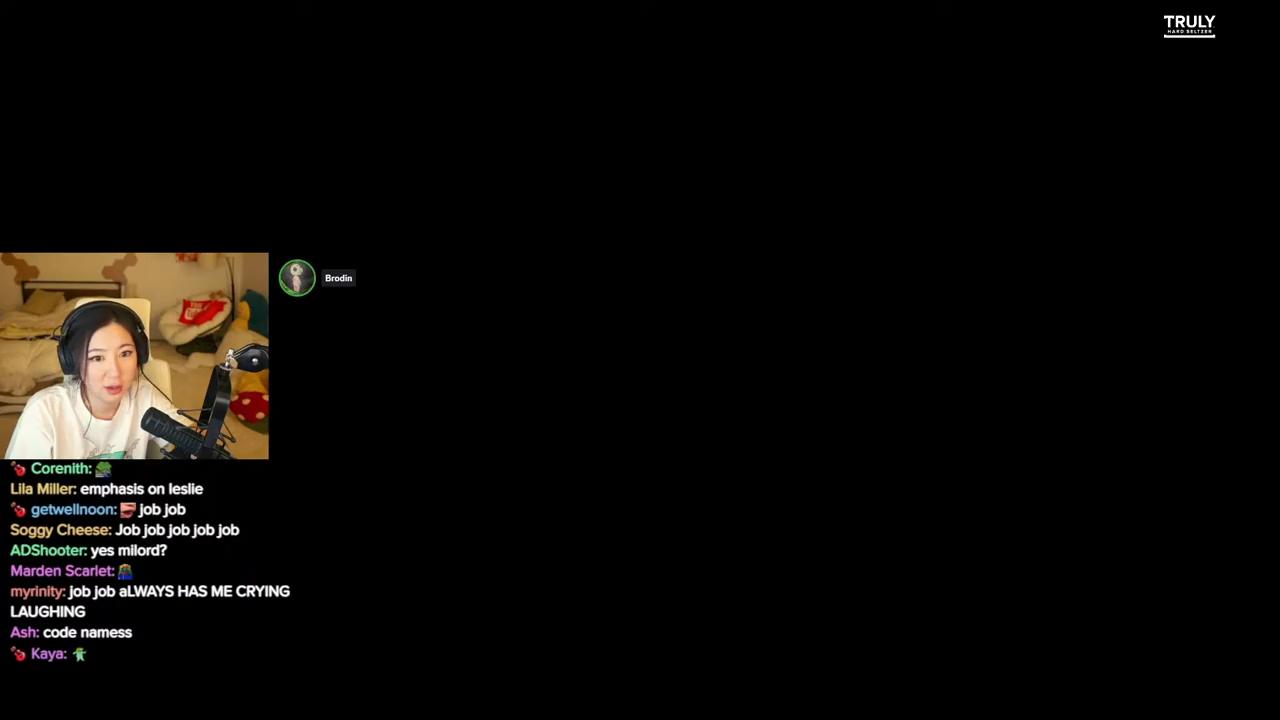 TRULY
HARD SELTZER
Brodin
Corenith:
Lila Miller: emphasis on leslie
getwellnoon: job job
Soggy Cheese: Job job job job job
ADShooter: yes milord?
Marden Scarlet:
myrinity: job job aLWAYS HAS ME CRYING
LAUGHING
Ash: code namess
Kaya: